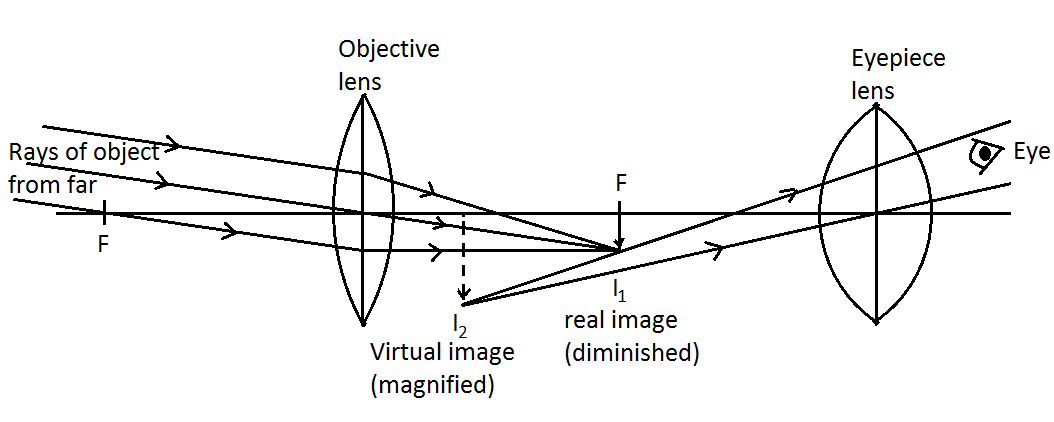 Objective
lens
Eyepiece
lens
Rays of object
from far
F
F
Eye
I₁
real image
(diminished)
I₂
Virtual image
(magnified)